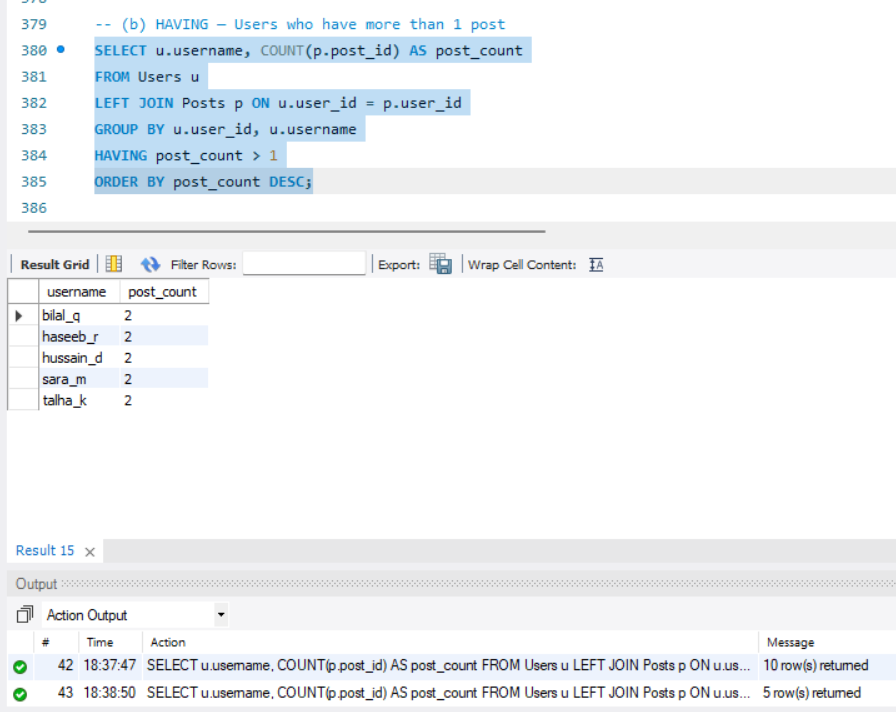 379 -- (b) HAVING — Users who have more than 1 post
380 SELECT u.username, COUNT(p.post_id) AS post_count
381 FROM Users u
382 LEFT JOIN Posts p ON u.user_id = p.user_id
383 GROUP BY u.user_id, u.username
384 HAVING post_count > 1
385 ORDER BY post_count DESC;
386
Result Grid Filter Rows: Export: Wrap Cell Content:
username post_count
bilal_q 2
haseeb_r 2
hussain_d 2
sara_m 2
talha_k 2
Result 15 ×
Output
Action Output
# Time Action Message
42 18:37:47 SELECT u.username, COUNT(p.post_id) AS post_count FROM Users u LEFT JOIN Posts p ON u.us... 10 row(s) returned
43 18:38:50 SELECT u.username, COUNT(p.post_id) AS post_count FROM Users u LEFT JOIN Posts p ON u.us... 5 row(s) returned